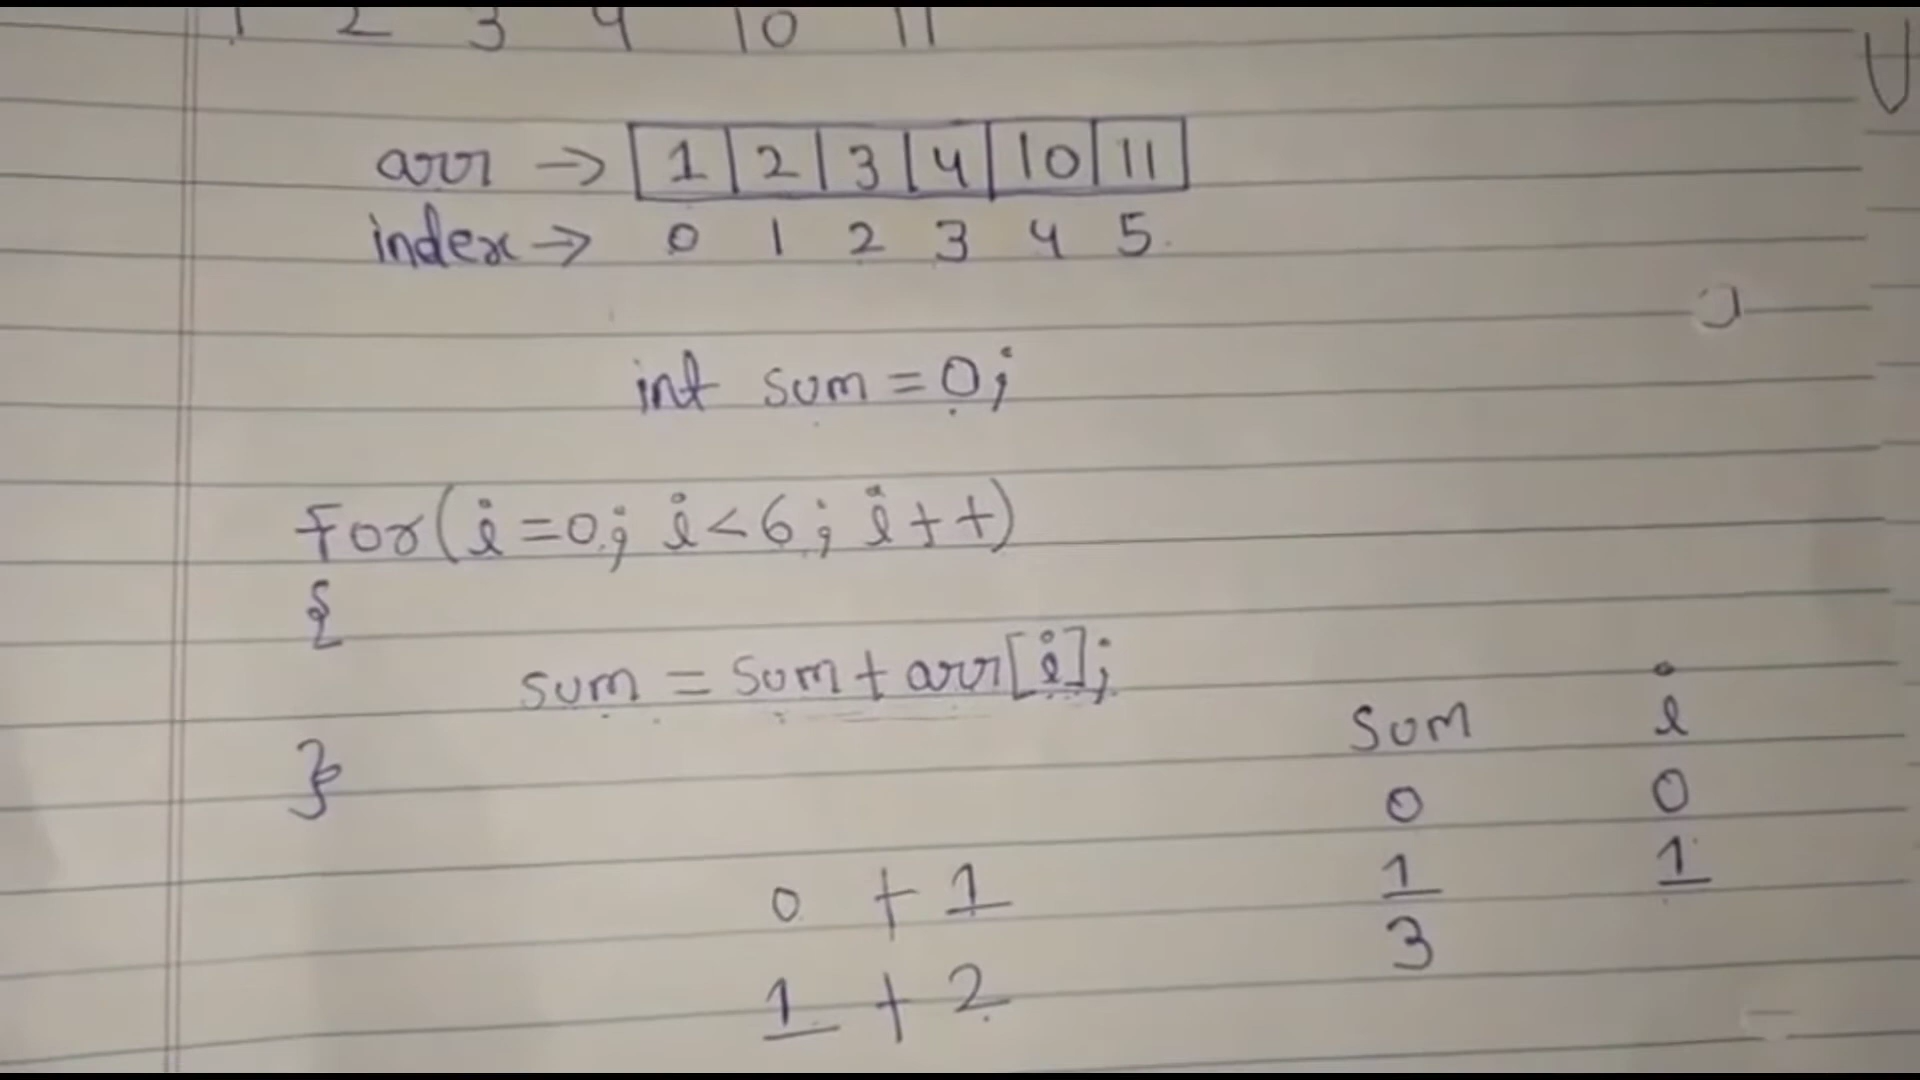 1 2 3 4 10 11
arr → 1 2 3 4 10 11
index → 0 1 2 3 4 5
int sum = 0;
For(i=0; i<6; i++)
{
sum = sum + arr[i];
}
sum i
0 0
0 + 1 1 1
3
1 + 2